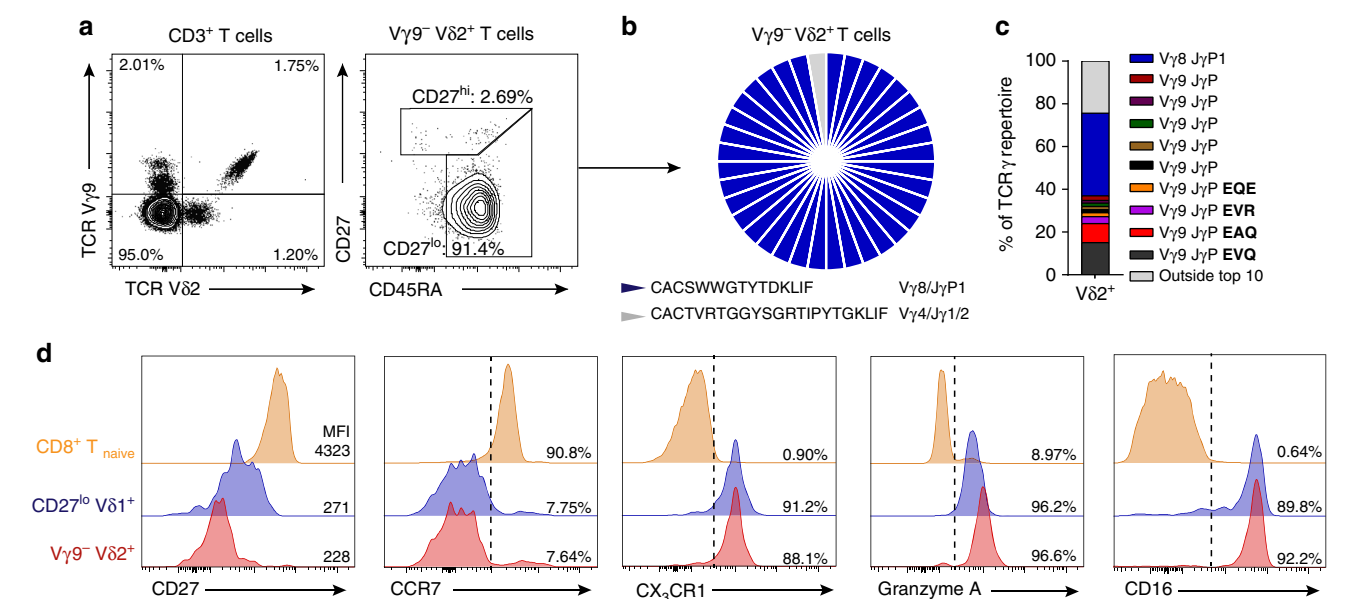 a
CD3⁺ T cells
2.01%
1.75%
95.0%
1.20%
TCR Vγ9
TCR Vδ2
Vγ9⁻ Vδ2⁺ T cells
CD27ʰⁱ: 2.69%
CD27ˡᵒ: 91.4%
CD27
CD45RA
b
Vγ9⁻ Vδ2⁺ T cells
CACSWWGTYTDKLIF Vγ8/JγP1
CACTVRTGGYSGRTIPYTGKLIF Vγ4/Jγ1/2
c
% of TCRγ repertoire
100
80
60
40
20
0
Vδ2⁺
Vγ8 JγP1
Vγ9 JγP
Vγ9 JγP
Vγ9 JγP
Vγ9 JγP
Vγ9 JγP
Vγ9 JγP EQE
Vγ9 JγP EVR
Vγ9 JγP EAQ
Vγ9 JγP EVQ
Outside top 10
d
CD8⁺ T naive
CD27ˡᵒ Vδ1⁺
Vγ9⁻ Vδ2⁺
MFI
4323
271
228
CD27
90.8%
7.75%
7.64%
CCR7
0.90%
91.2%
88.1%
CX₃CR1
8.97%
96.2%
96.6%
Granzyme A
0.64%
89.8%
92.2%
CD16